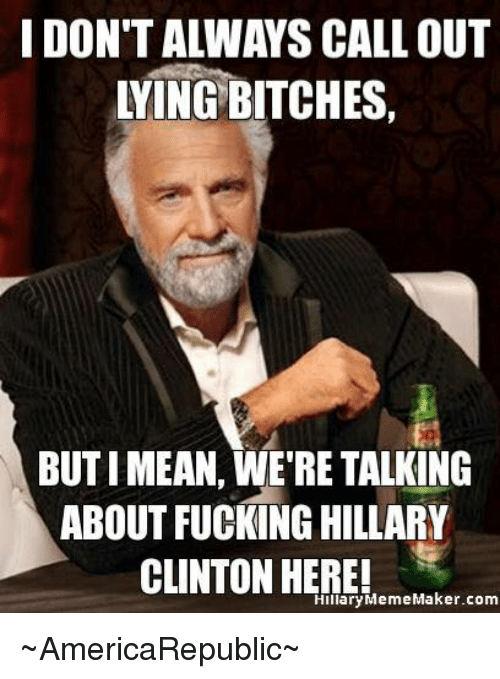 I DON'T ALWAYS CALL OUT
LYING BITCHES,
BUT I MEAN, WE'RE TALKING
ABOUT FUCKING HILLARY
CLINTON HERE!
HillaryMemeMaker.com
~AmericaRepublic~